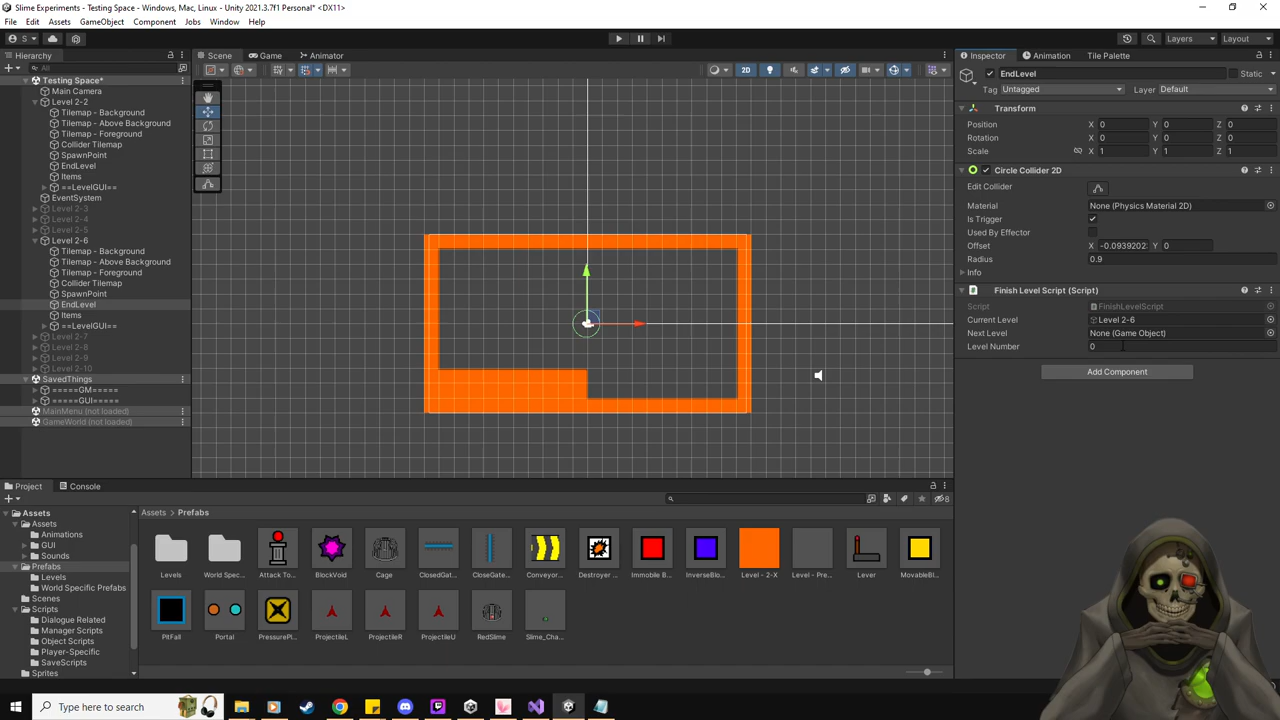 Slime Experiments - Testing Space - Windows, Mac, Linux - Unity 2021.3.7f1 Personal* <DX11>
File Edit Assets GameObject Component Jobs Window Help
S Layers Layout
Hierarchy Scene Game Animator Inspector Animation Tile Palette
All
2D
EndLevel Static
Tag Untagged Layer Default
Testing Space*
Main Camera
Level 2-2
Tilemap - Background
Tilemap - Above Background
Tilemap - Foreground
Collider Tilemap
SpawnPoint
EndLevel
Items
==LevelGUI==
EventSystem
Level 2-3
Level 2-4
Level 2-5
Level 2-6
Tilemap - Background
Tilemap - Above Background
Tilemap - Foreground
Collider Tilemap
SpawnPoint
EndLevel
Items
==LevelGUI==
Level 2-7
Level 2-8
Level 2-9
Level 2-10
SavedThings
=====GM=====
=====GUI=====
MainMenu (not loaded)
GameWorld (not loaded)
Transform
Position X 0 Y 0 Z 0
Rotation X 0 Y 0 Z 0
Scale X 1 Y 1 Z 1
Circle Collider 2D
Edit Collider
Material None (Physics Material 2D)
Is Trigger
Used By Effector
Offset X -0.0939202 Y 0
Radius 0.9
Info
Finish Level Script (Script)
Script FinishLevelScript
Current Level Level 2-6
Next Level None (Game Object)
Level Number 0
Add Component
Project Console
8
Assets
Assets
Animations
GUI
Sounds
Prefabs
Levels
World Specific Prefabs
Scenes
Scripts
Dialogue Related
Manager Scripts
Object Scripts
Player-Specific
SaveScripts
Sprites
Assets > Prefabs
Levels World Spec... Attack To... BlockVoid Cage ClosedGate... CloseGate... Conveyor... Destroyer ... Immobile B... InverseBlo... Level - 2-X Level - Pre... Lever MovableBl...
PitFall Portal PressurePl... ProjectileL ProjectileR ProjectileU RedSlime Slime_Cha...
Type here to search